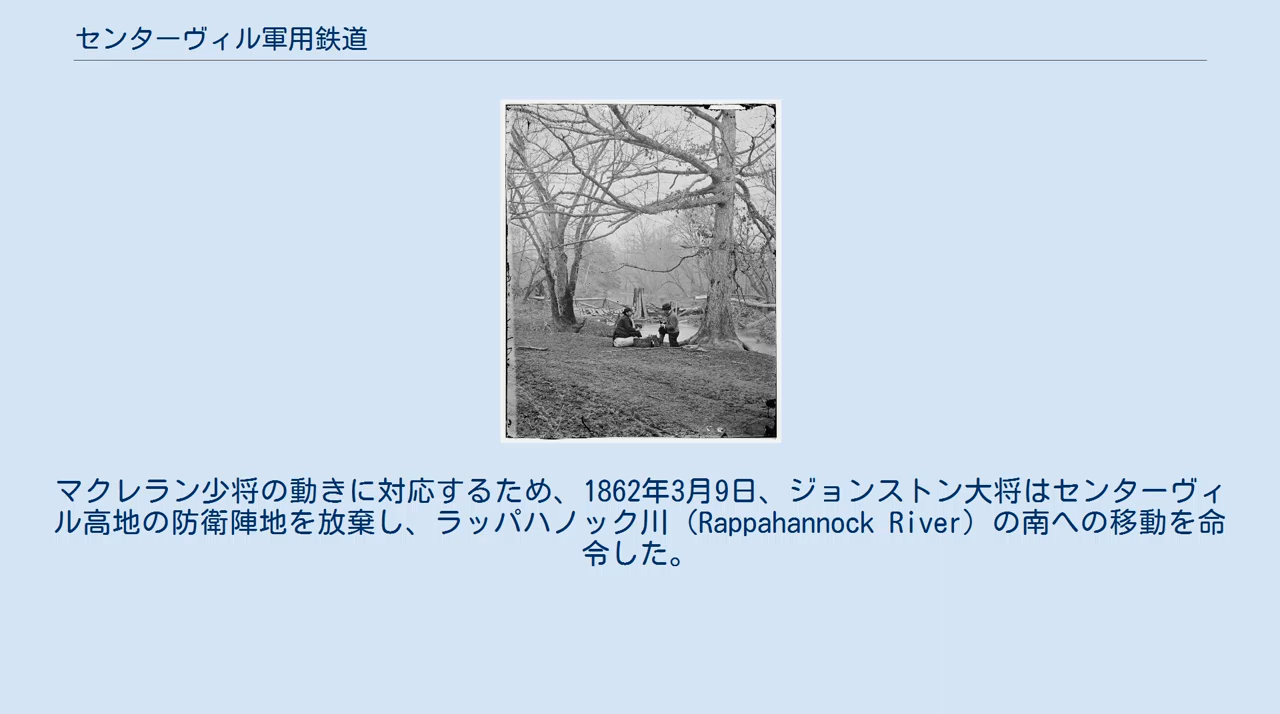 センターヴィル軍用鉄道
マクレラン少将の動きに対応するため、1862年3月9日、ジョンストン大将はセンターヴィ
ル高地の防衛陣地を放棄し、ラッパハノック川（Rappahannock River）の南への移動を命
令した。